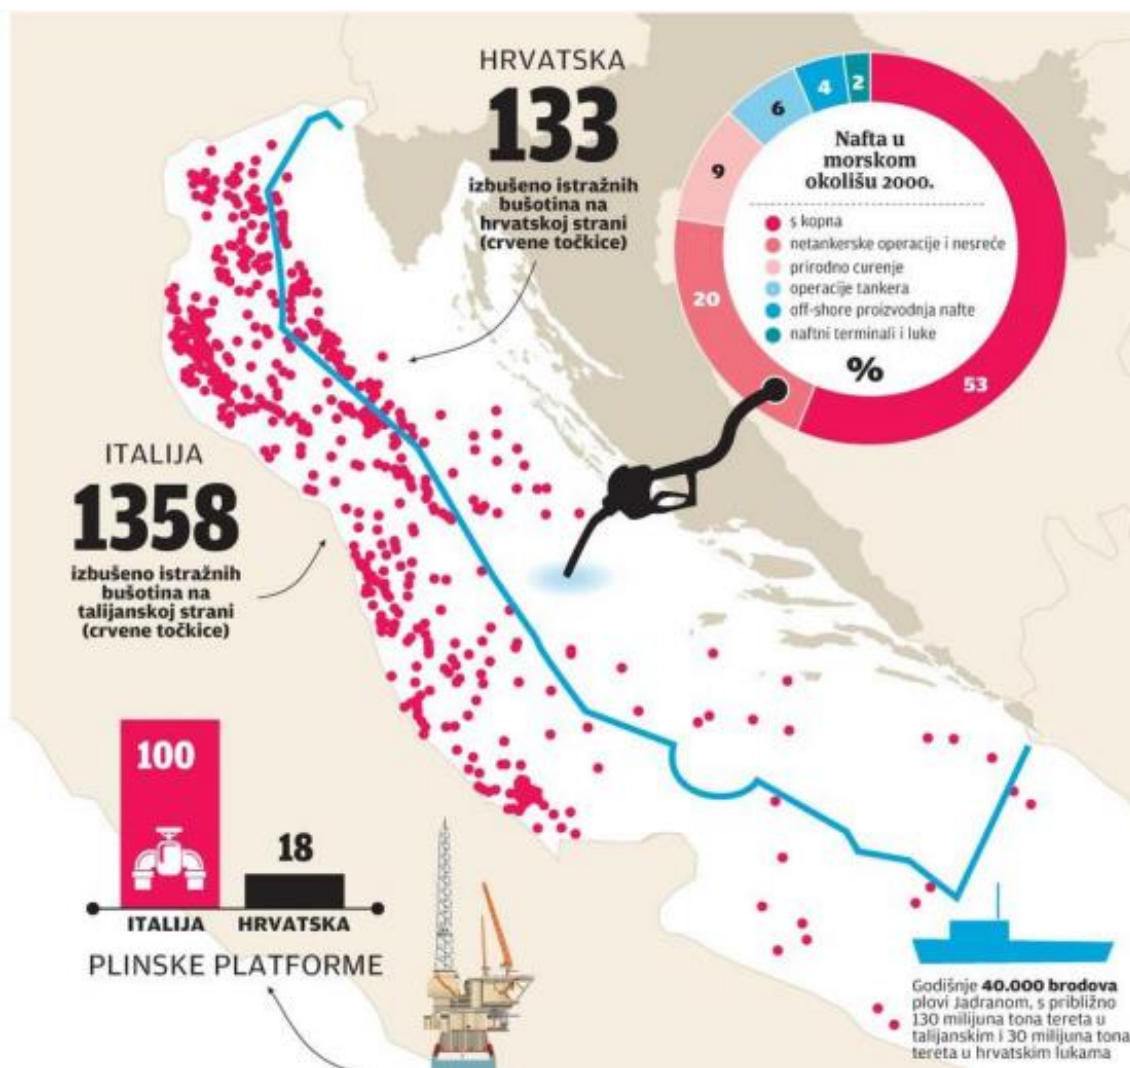 HRVATSKA
133
izbušeno istražnih
bušotina na
hrvatskoj strani
(crvene točkice)
2
4
6
9
20
53
Nafta u
morskom
okolišu 2000.
s kopna
netankerske operacije i nesreće
prirodno curenje
operacije tankera
off-shore proizvodnja nafte
naftni terminali i luke
%
ITALIJA
1358
izbušeno istražnih
bušotina na
talijanskoj strani
(crvene točkice)
100
18
ITALIJA HRVATSKA
PLINSKE PLATFORME
Godišnje 40.000 brodova
plovi Jadranom, s približno
130 milijuna tona tereta u
talijanskim i 30 milijuna tona
tereta u hrvatskim lukama